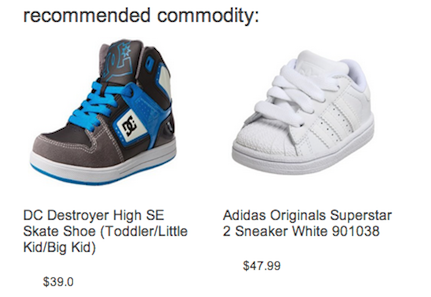 recommended commodity:
DC Destroyer High SE
Skate Shoe (Toddler/Little
Kid/Big Kid)
$39.0
Adidas Originals Superstar
2 Sneaker White 901038
$47.99